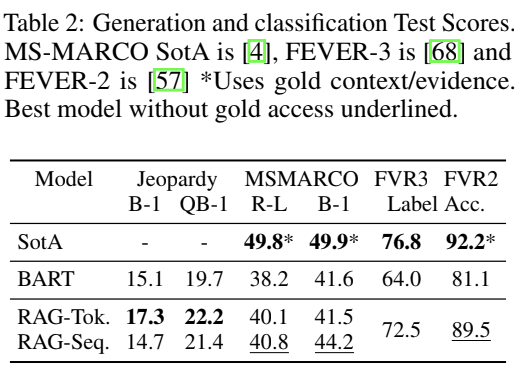 Table 2: Generation and classification Test Scores.
MS-MARCO SotA is [4], FEVER-3 is [68] and
FEVER-2 is [57] *Uses gold context/evidence.
Best model without gold access underlined.
Model Jeopardy MSMARCO FVR3 FVR2
B-1 QB-1 R-L B-1 Label Acc.
SotA - - 49.8* 49.9* 76.8 92.2*
BART 15.1 19.7 38.2 41.6 64.0 81.1
RAG-Tok. 17.3 22.2 40.1 41.5 72.5 89.5
RAG-Seq. 14.7 21.4 40.8 44.2